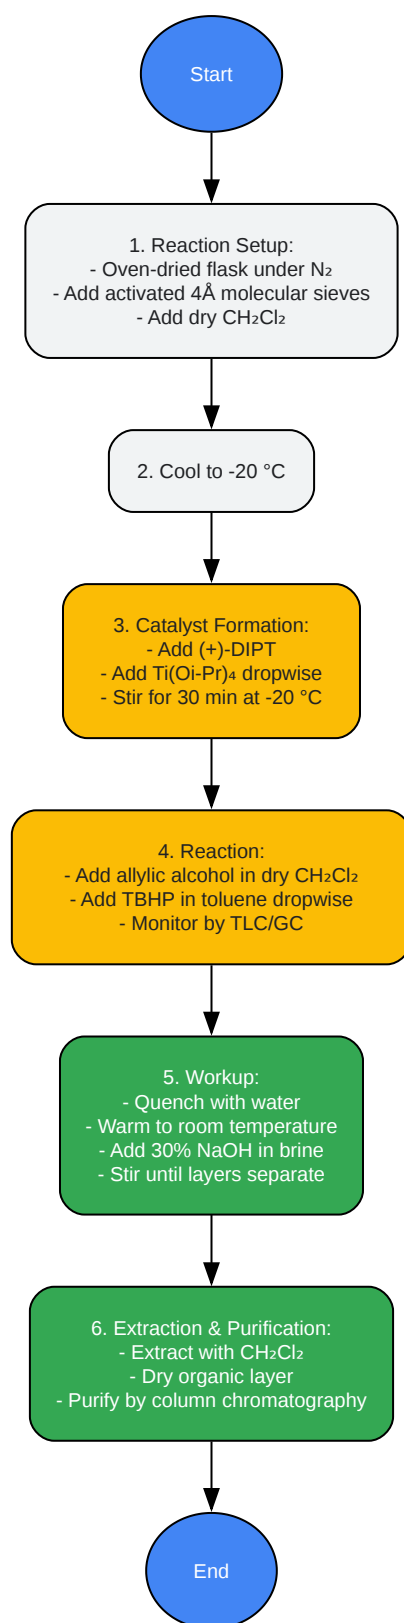 Start
1. Reaction Setup:
- Oven-dried flask under N₂
- Add activated 4Å molecular sieves
- Add dry CH₂Cl₂
2. Cool to -20 °C
3. Catalyst Formation:
- Add (+)-DIPT
- Add Ti(Oi-Pr)₄ dropwise
- Stir for 30 min at -20 °C
4. Reaction:
- Add allylic alcohol in dry CH₂Cl₂
- Add TBHP in toluene dropwise
- Monitor by TLC/GC
5. Workup:
- Quench with water
- Warm to room temperature
- Add 30% NaOH in brine
- Stir until layers separate
6. Extraction & Purification:
- Extract with CH₂Cl₂
- Dry organic layer
- Purify by column chromatography
End